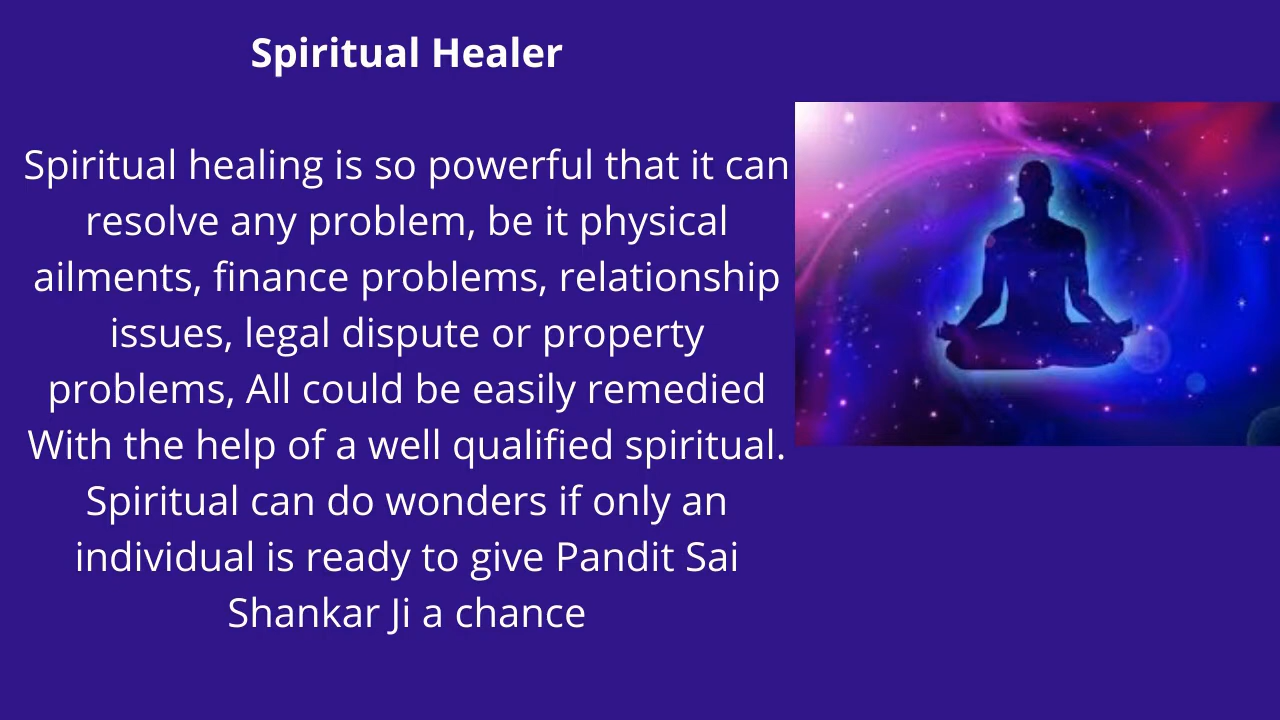 Spiritual Healer
Spiritual healing is so powerful that it can
resolve any problem, be it physical
ailments, finance problems, relationship
issues, legal dispute or property
problems, All could be easily remedied
With the help of a well qualified spiritual.
Spiritual can do wonders if only an
individual is ready to give Pandit Sai
Shankar Ji a chance